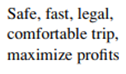 Safe, fast, legal,
comfortable trip,
maximize profits